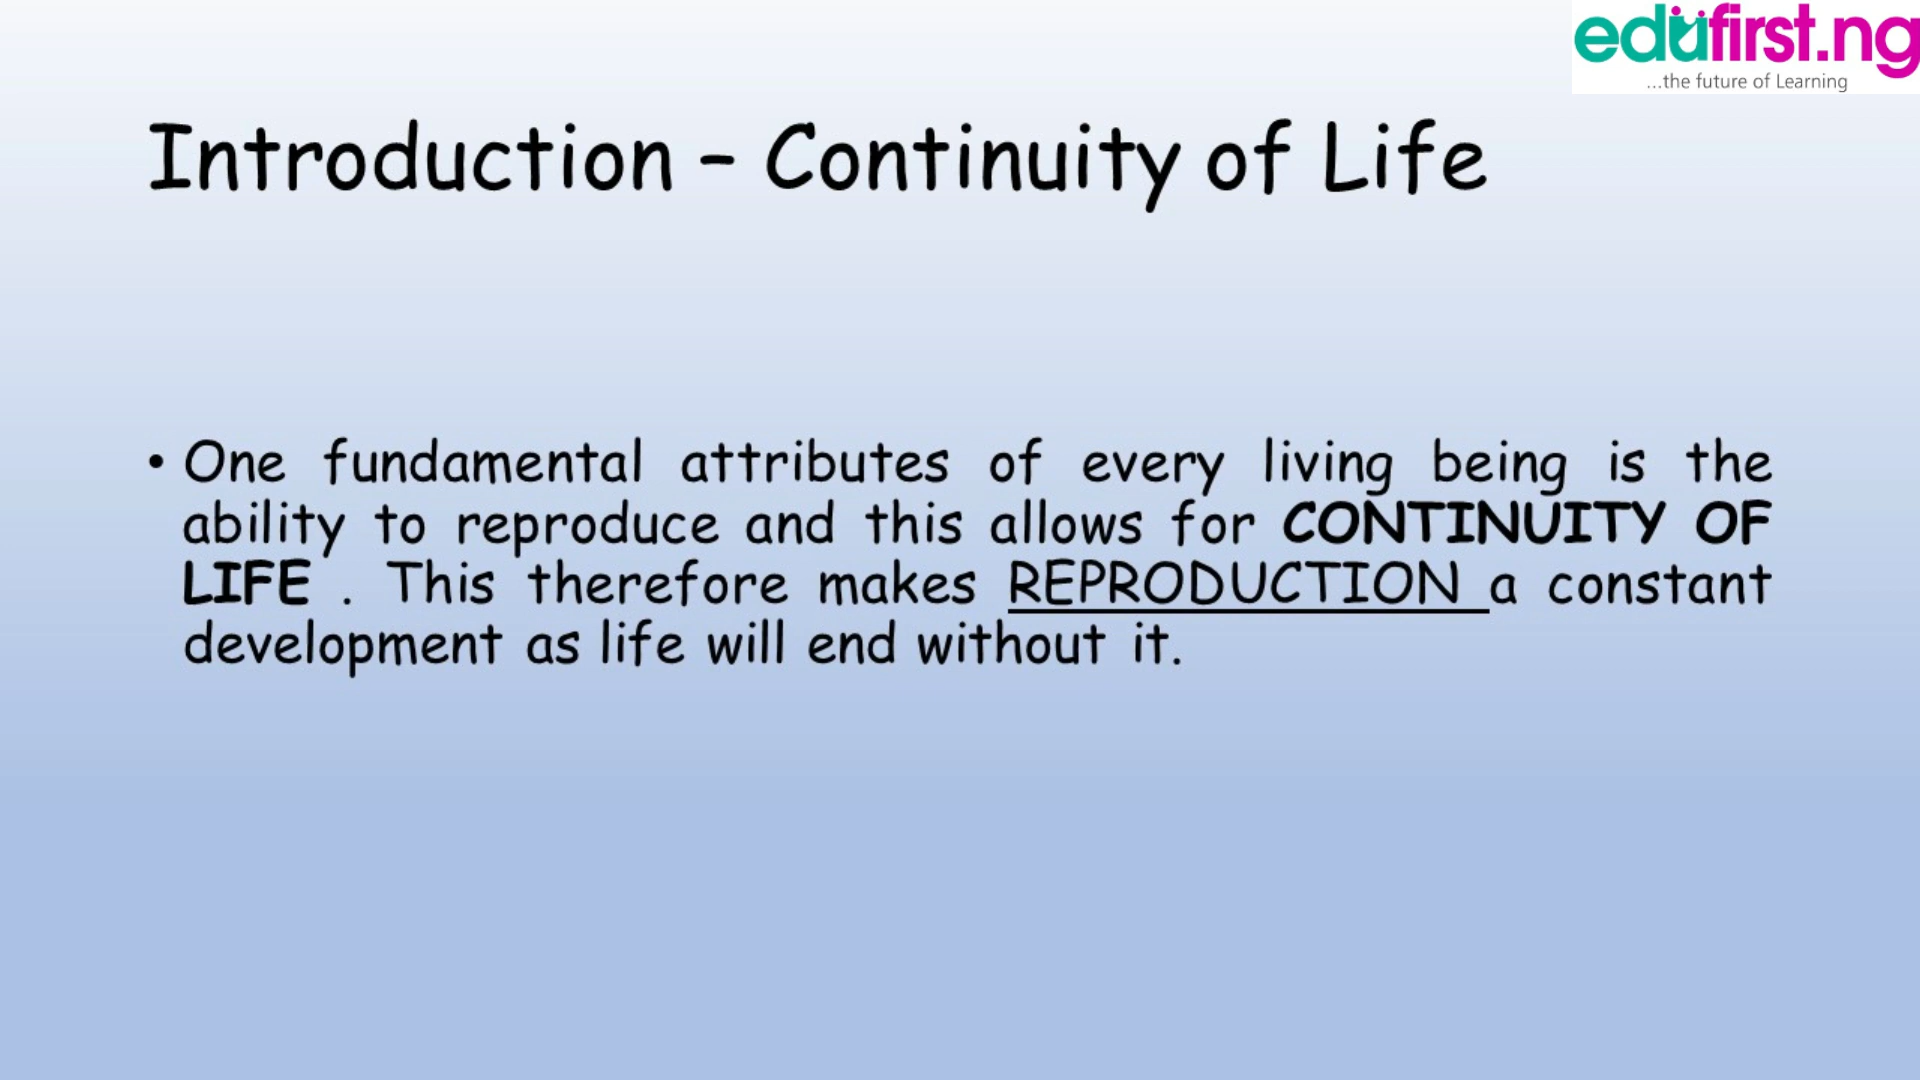 edufirst.ng
...the future of Learning
Introduction – Continuity of Life
• One fundamental attributes of every living being is the
ability to reproduce and this allows for CONTINUITY OF
LIFE . This therefore makes REPRODUCTION a constant
development as life will end without it.